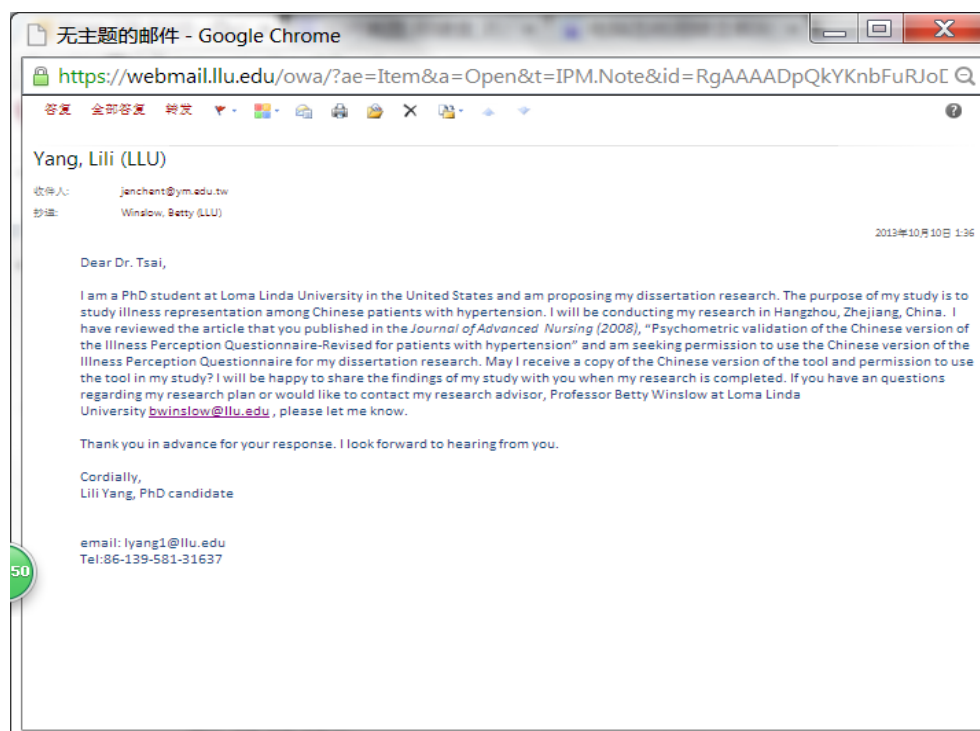 无主题的邮件 - Google Chrome
https://webmail.llu.edu/owa/?ae=Item&a=Open&t=IPM.Note&id=RgAAAADpQkYKnbFuRJoE
答复 全部答复 转发
Yang, Lili (LLU)
收件人: jenchent@ym.edu.tw
抄送: Winslow, Betty (LLU)
2013年10月10日 1:36
Dear Dr. Tsai,
I am a PhD student at Loma Linda University in the United States and am proposing my dissertation research. The purpose of my study is to
study illness representation among Chinese patients with hypertension. I will be conducting my research in Hangzhou, Zhejiang, China. I
have reviewed the article that you published in the Journal of Advanced Nursing (2008), “Psychometric validation of the Chinese version of
the Illness Perception Questionnaire-Revised for patients with hypertension” and am seeking permission to use the Chinese version of the
Illness Perception Questionnaire for my dissertation research. May I receive a copy of the Chinese version of the tool and permission to use
the tool in my study? I will be happy to share the findings of my study with you when my research is completed. If you have an questions
regarding my research plan or would like to contact my research advisor, Professor Betty Winslow at Loma Linda
University bwinslow@llu.edu , please let me know.
Thank you in advance for your response. I look forward to hearing from you.
Cordially,
Lili Yang, PhD candidate
email: lyang1@llu.edu
Tel:86-139-581-31637
50